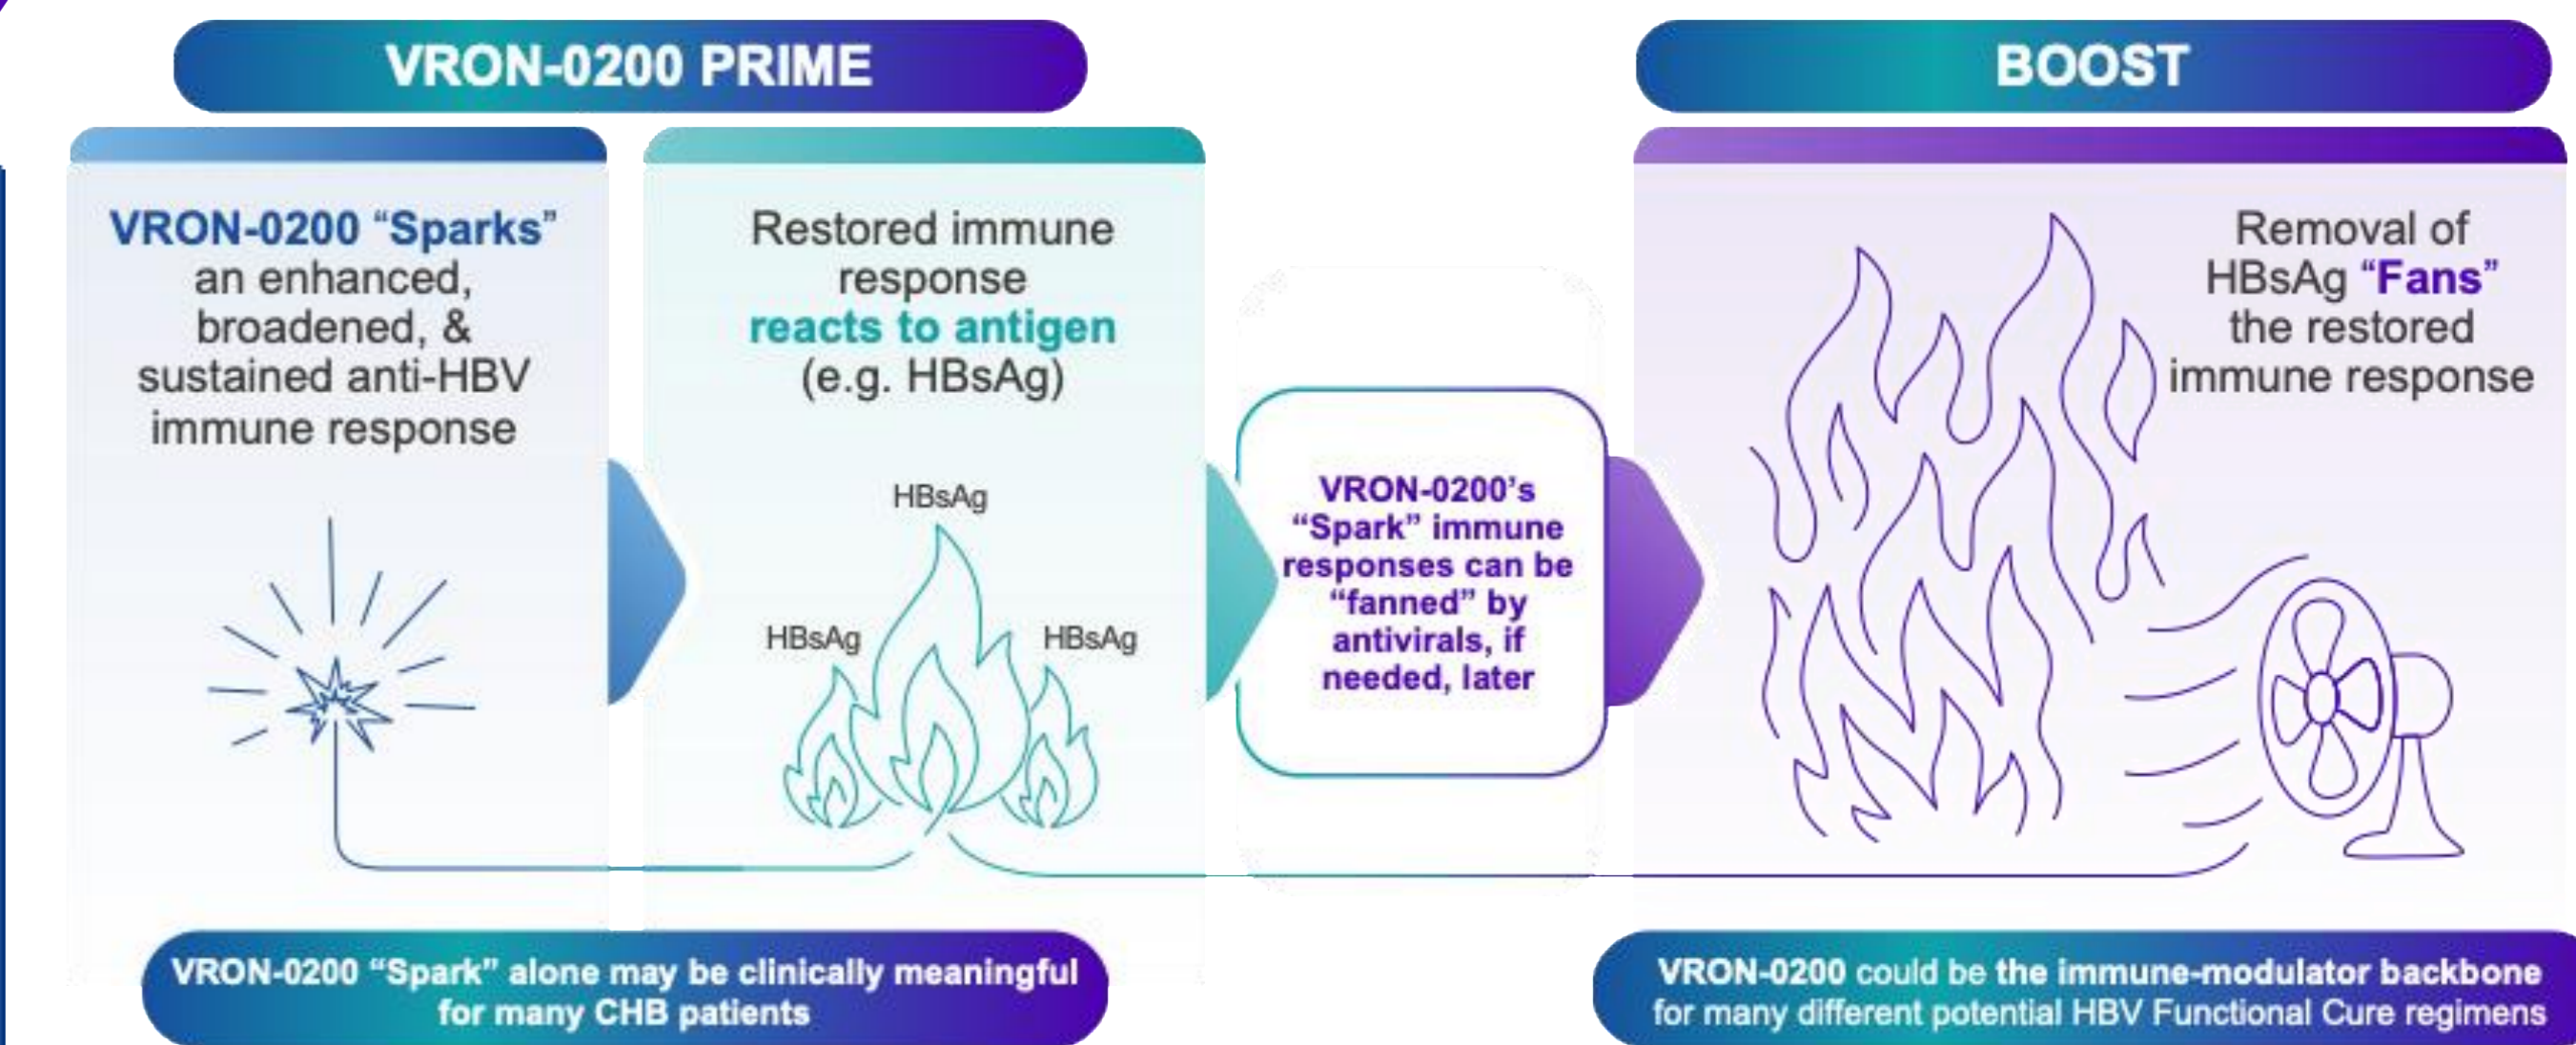 VRON-0200 PRIME
VRON-0200 “Sparks”
an enhanced,
broadened, &
sustained anti-HBV
immune response
Restored immune
response
reacts to antigen
(e.g. HBsAg)
HBsAg
HBsAg
HBsAg
VRON-0200 “Spark” alone may be clinically meaningful
for many CHB patients
VRON-0200’s
“Spark” immune
responses can be
“fanned” by
antivirals, if
needed, later
BOOST
Removal of
HBsAg “Fans”
the restored
immune response
VRON-0200 could be the immune-modulator backbone
for many different potential HBV Functional Cure regimens